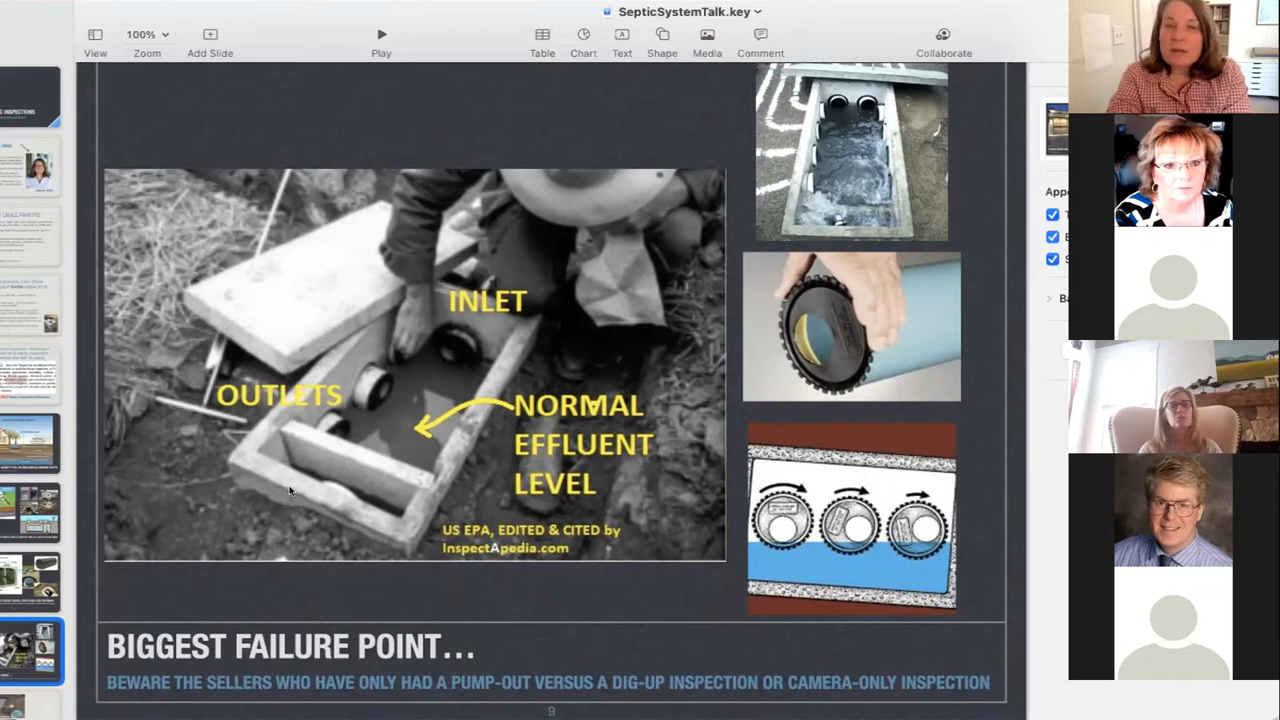 SepticSystemTalk.key
100%
View
Zoom
Add Slide
Play
Table
Chart
Text
Shape
Media
Comment
Collaborate
INLET
OUTLETS
NORMAL
EFFLUENT
LEVEL
US EPA, EDITED & CITED by
InspectApedia.com
BIGGEST FAILURE POINT…
BEWARE THE SELLERS WHO HAVE ONLY HAD A PUMP-OUT VERSUS A DIG-UP INSPECTION OR CAMERA-ONLY INSPECTION
9